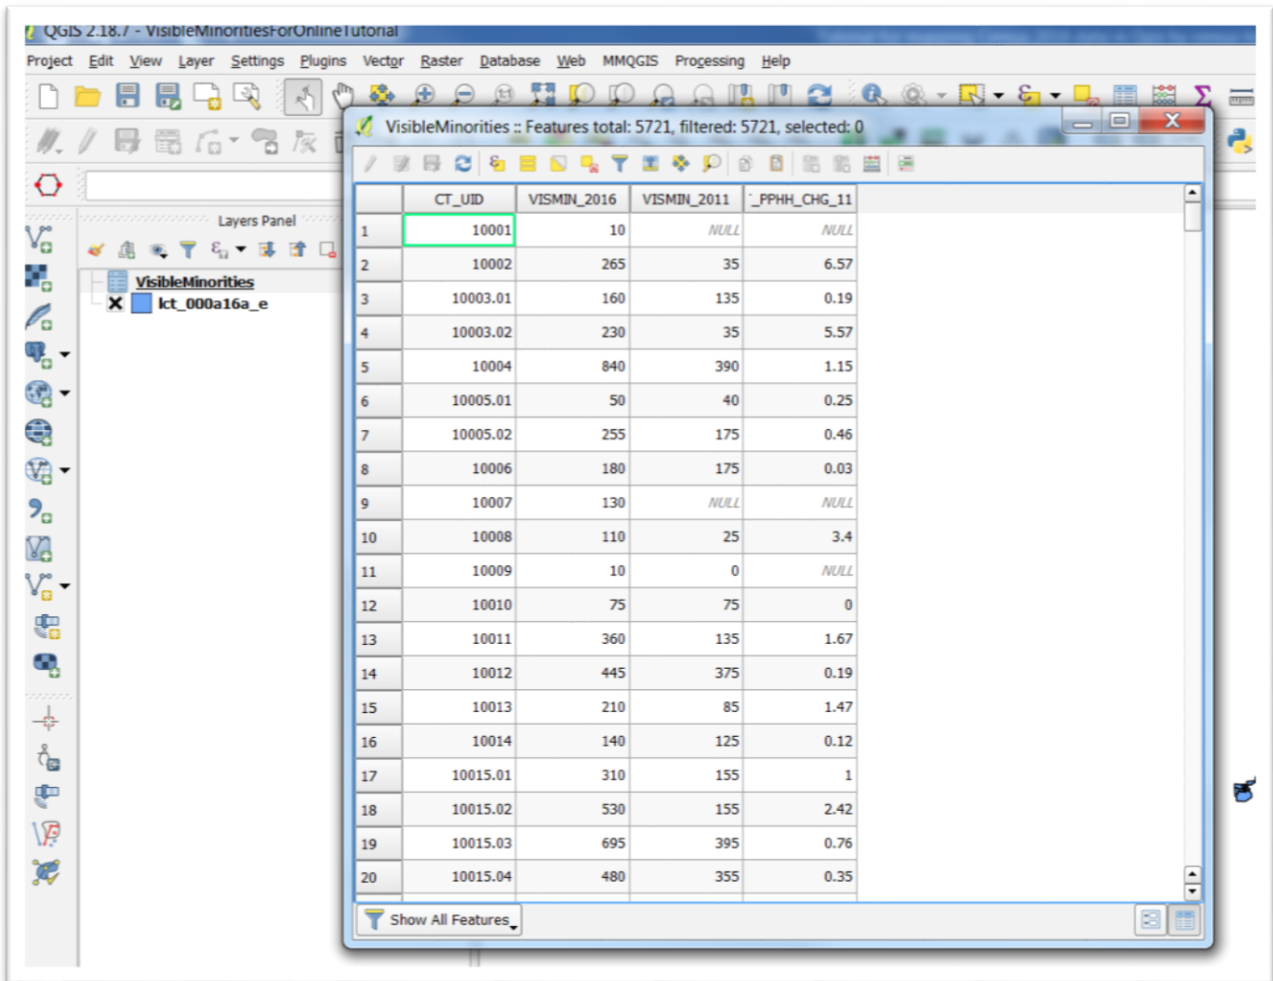 QGIS 2.18.7 - VisibleMinoritiesForOnlineTutorial
Project Edit View Layer Settings Plugins Vector Raster Database Web MMQGIS Processing Help
VisibleMinorities :: Features total: 5721, filtered: 5721, selected: 0
Layers Panel
VisibleMinorities
lct_000a16a_e
CT_UID VISMIN_2016 VISMIN_2011 _PPHH_CHG_11
1 10001 10 NULL NULL
2 10002 265 35 6.57
3 10003.01 160 135 0.19
4 10003.02 230 35 5.57
5 10004 840 390 1.15
6 10005.01 50 40 0.25
7 10005.02 255 175 0.46
8 10006 180 175 0.03
9 10007 130 NULL NULL
10 10008 110 25 3.4
11 10009 10 0 NULL
12 10010 75 75 0
13 10011 360 135 1.67
14 10012 445 375 0.19
15 10013 210 85 1.47
16 10014 140 125 0.12
17 10015.01 310 155 1
18 10015.02 530 155 2.42
19 10015.03 695 395 0.76
20 10015.04 480 355 0.35
Show All Features